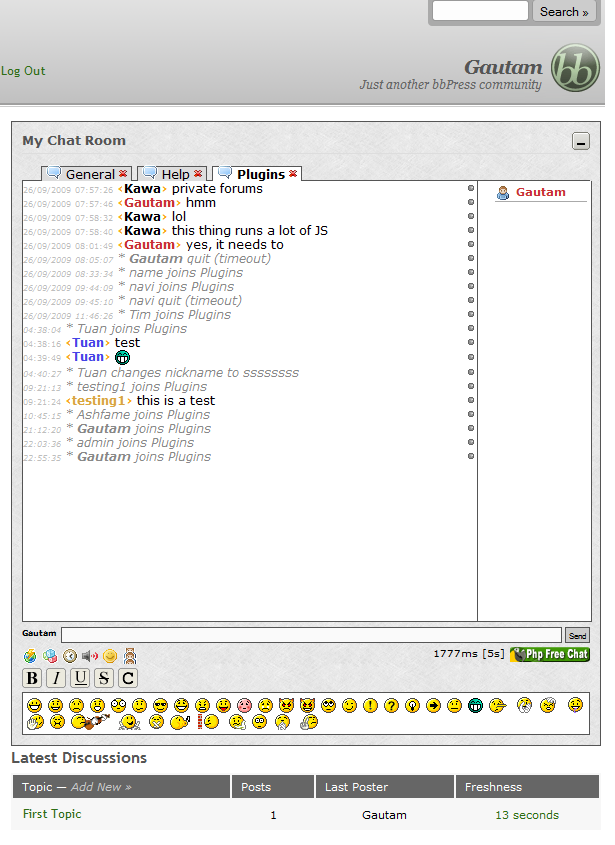 Search »
Log Out
Gautam
Just another bbPress community
bb
My Chat Room
General Help Plugins
26/09/2009 07:57:26 ‹Kawa› private forums
26/09/2009 07:57:46 ‹Gautam› hmm
26/09/2009 07:58:32 ‹Kawa› lol
26/09/2009 07:58:40 ‹Kawa› this thing runs a lot of JS
26/09/2009 08:01:49 ‹Gautam› yes, it needs to
26/09/2009 08:05:07 * Gautam quit (timeout)
26/09/2009 08:33:34 * name joins Plugins
26/09/2009 09:44:09 * navi joins Plugins
26/09/2009 09:45:10 * navi quit (timeout)
26/09/2009 11:46:26 * Tim joins Plugins
04:38:04 * Tuan joins Plugins
04:38:16 ‹Tuan› test
04:39:49 ‹Tuan›
04:40:27 * Tuan changes nickname to ssssssss
09:21:13 * testing1 joins Plugins
09:21:24 ‹testing1› this is a test
10:45:15 * Ashfame joins Plugins
21:12:20 * Gautam joins Plugins
22:03:36 * admin joins Plugins
22:55:35 * Gautam joins Plugins
Gautam
Gautam Send
1777ms [5s] Php Free Chat
B I U S C
Latest Discussions
Topic — Add New » Posts Last Poster Freshness
First Topic 1 Gautam 13 seconds